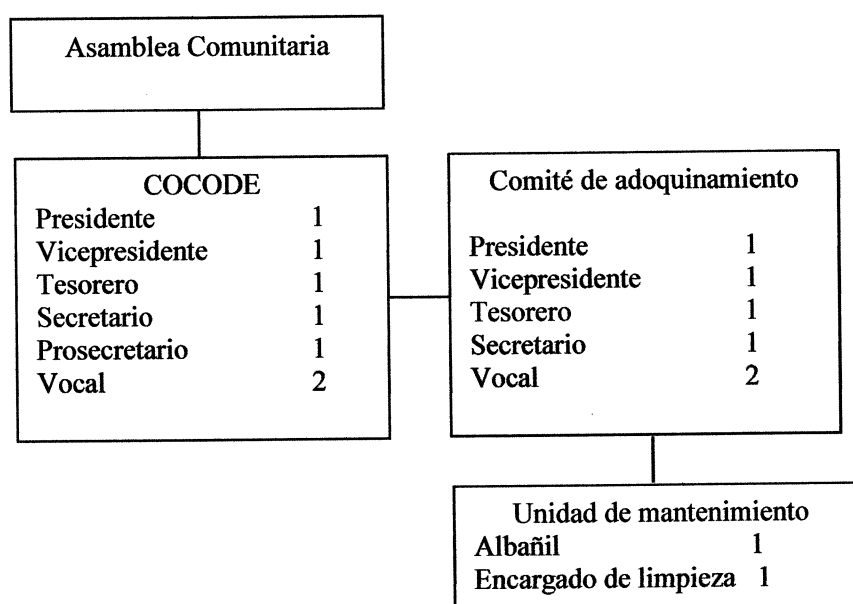 Asamblea Comunitaria
COCODE
Presidente 1
Vicepresidente 1
Tesorero 1
Secretario 1
Prosecretario 1
Vocal 2
Comité de adoquinamiento
Presidente 1
Vicepresidente 1
Tesorero 1
Secretario 1
Vocal 2
Unidad de mantenimiento
Albañil 1
Encargado de limpieza 1